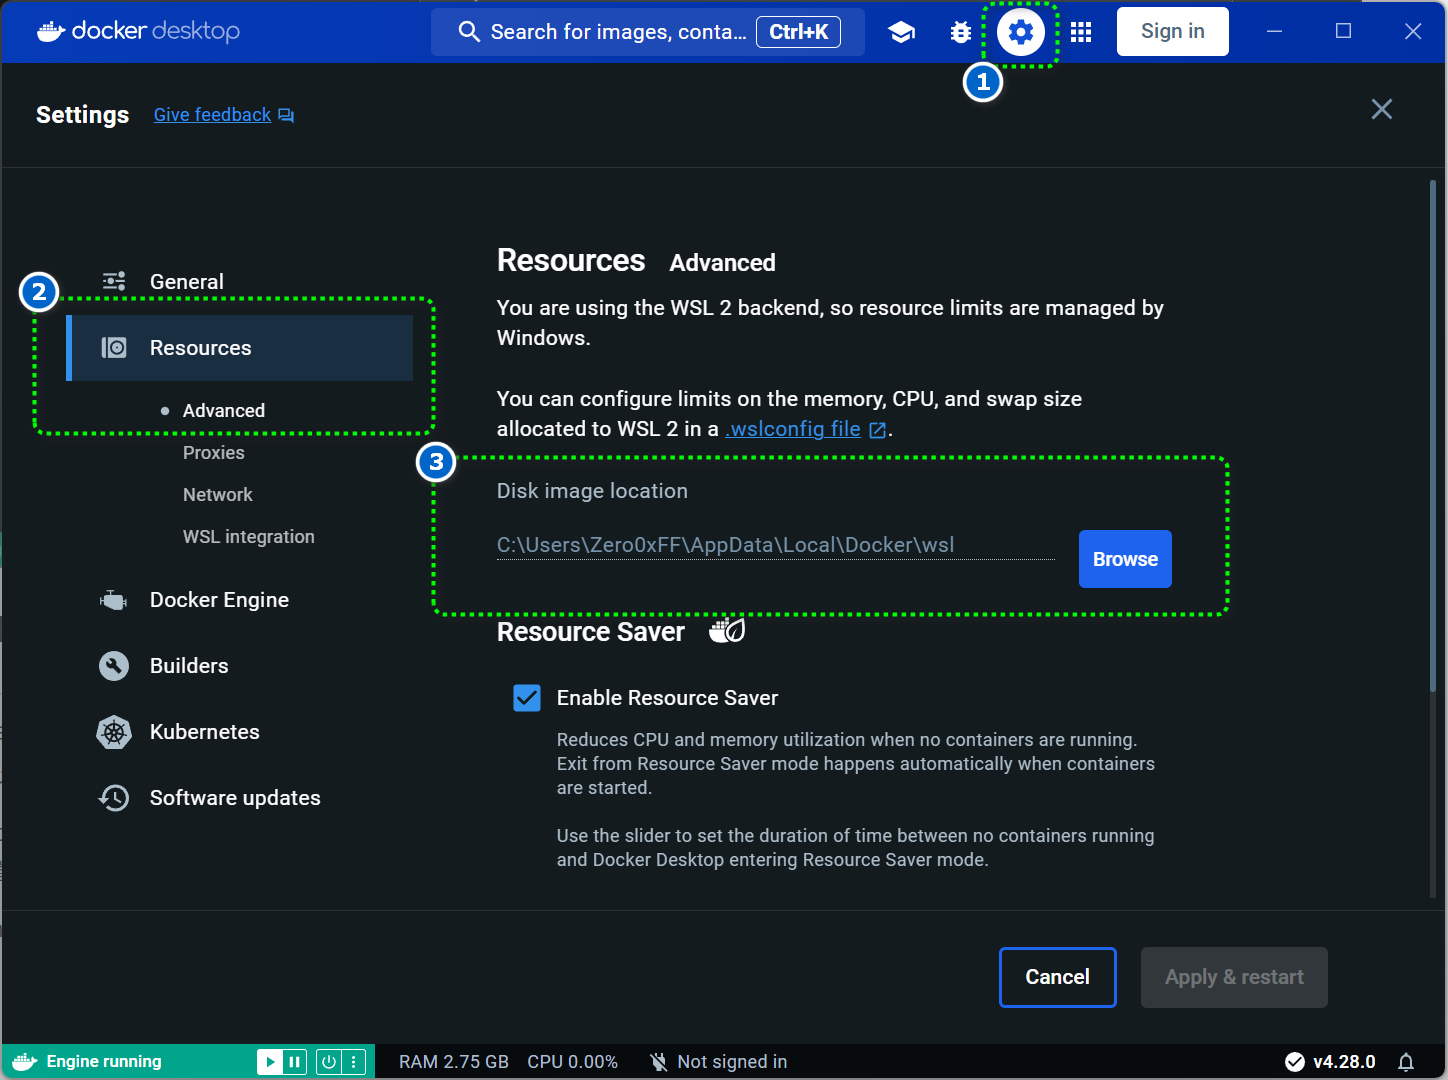 docker desktop
Search for images, conta... Ctrl+K
Sign in
1
Settings Give feedback
2
General
Resources
Advanced
Proxies
Network
WSL integration
Docker Engine
Builders
Kubernetes
Software updates
Resources Advanced
You are using the WSL 2 backend, so resource limits are managed by
Windows.
You can configure limits on the memory, CPU, and swap size
allocated to WSL 2 in a .wslconfig file.
3
Disk image location
C:\Users\Zero0xFF\AppData\Local\Docker\wsl
Browse
Resource Saver
Enable Resource Saver
Reduces CPU and memory utilization when no containers are running.
Exit from Resource Saver mode happens automatically when containers
are started.
Use the slider to set the duration of time between no containers running
and Docker Desktop entering Resource Saver mode.
Cancel Apply & restart
Engine running RAM 2.75 GB CPU 0.00% Not signed in v4.28.0